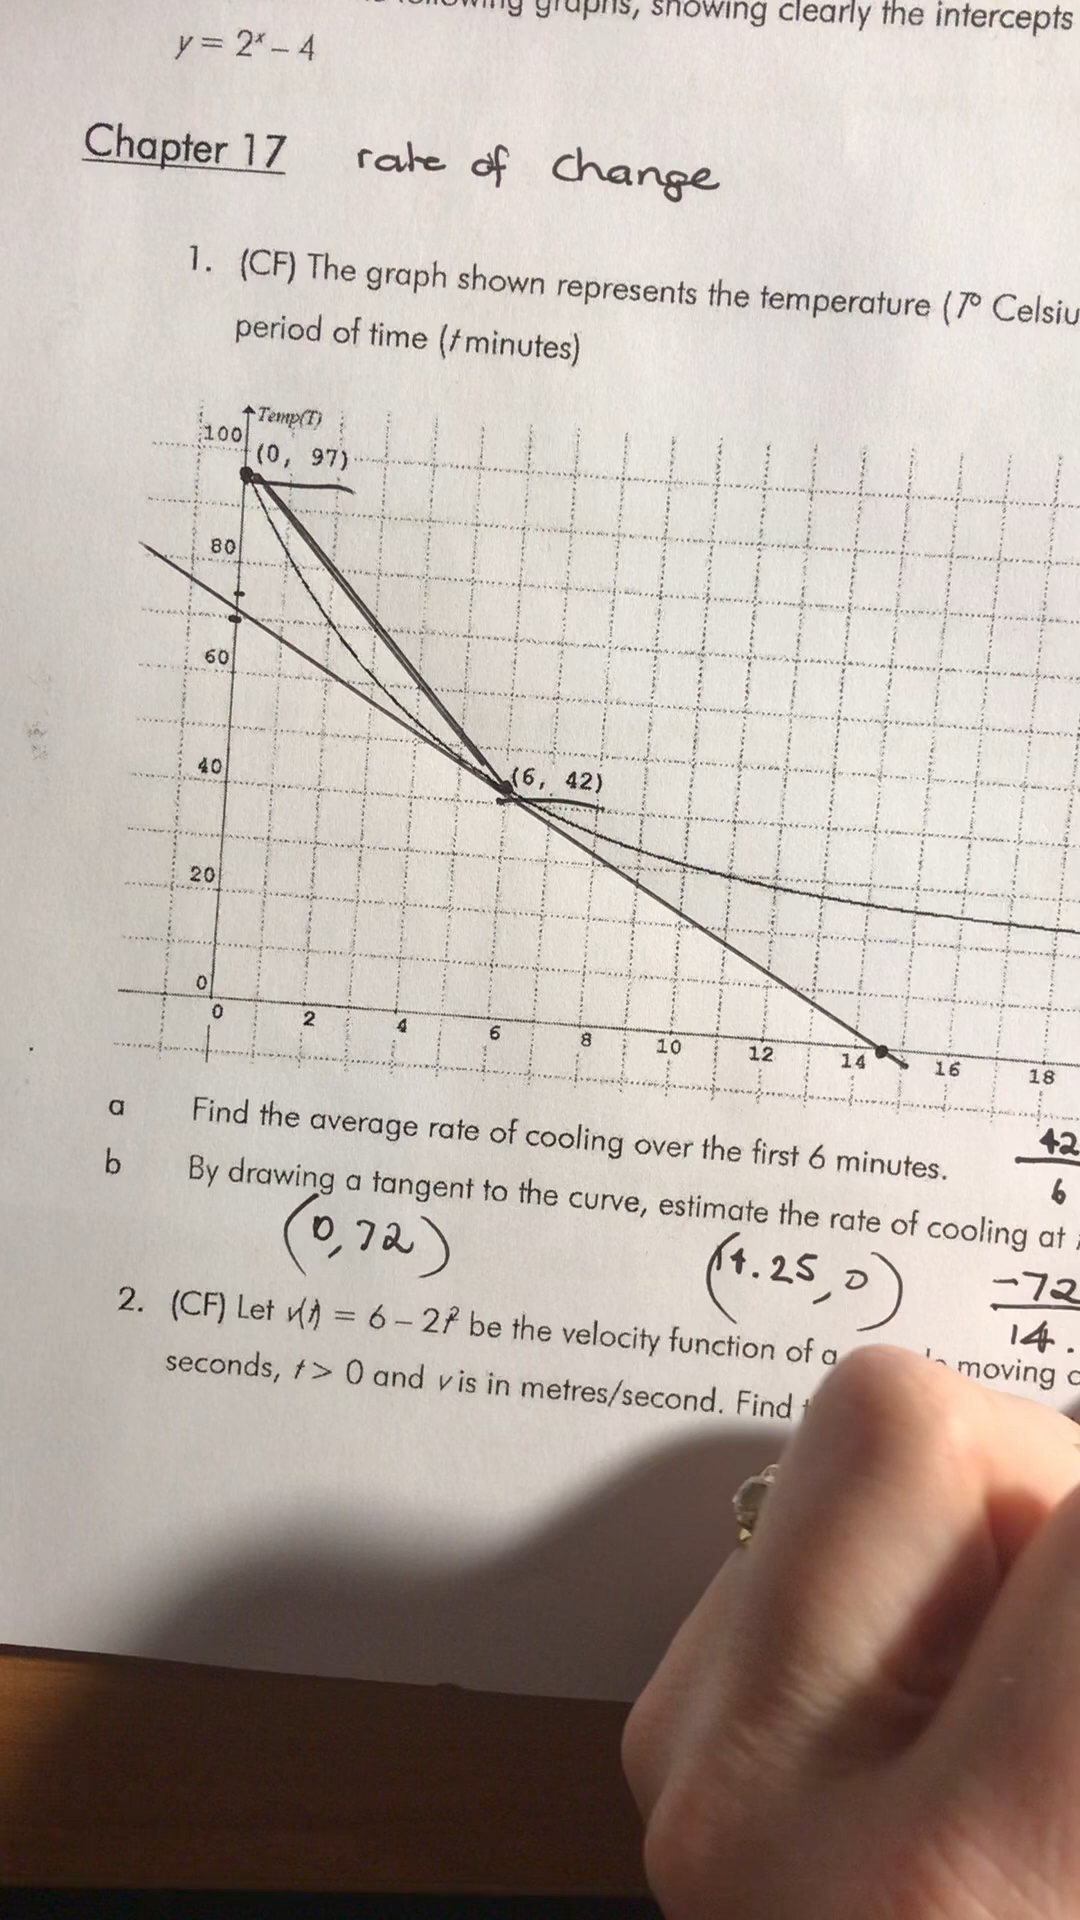 graphs, showing clearly the intercepts
y = 2ˣ – 4
Chapter 17 rate of change
1. (CF) The graph shown represents the temperature (T° Celsiu
period of time (t minutes)
Temp(T)
100
(0, 97)
80
60
40
(6, 42)
20
0
0 2 4 6 8 10 12 14 16 18
a Find the average rate of cooling over the first 6 minutes.
42
6
b By drawing a tangent to the curve, estimate the rate of cooling at
(0,72) (14.25,0)
-72
14.
2. (CF) Let v(t) = 6 – 2t² be the velocity function of a moving
seconds, t > 0 and v is in metres/second. Find